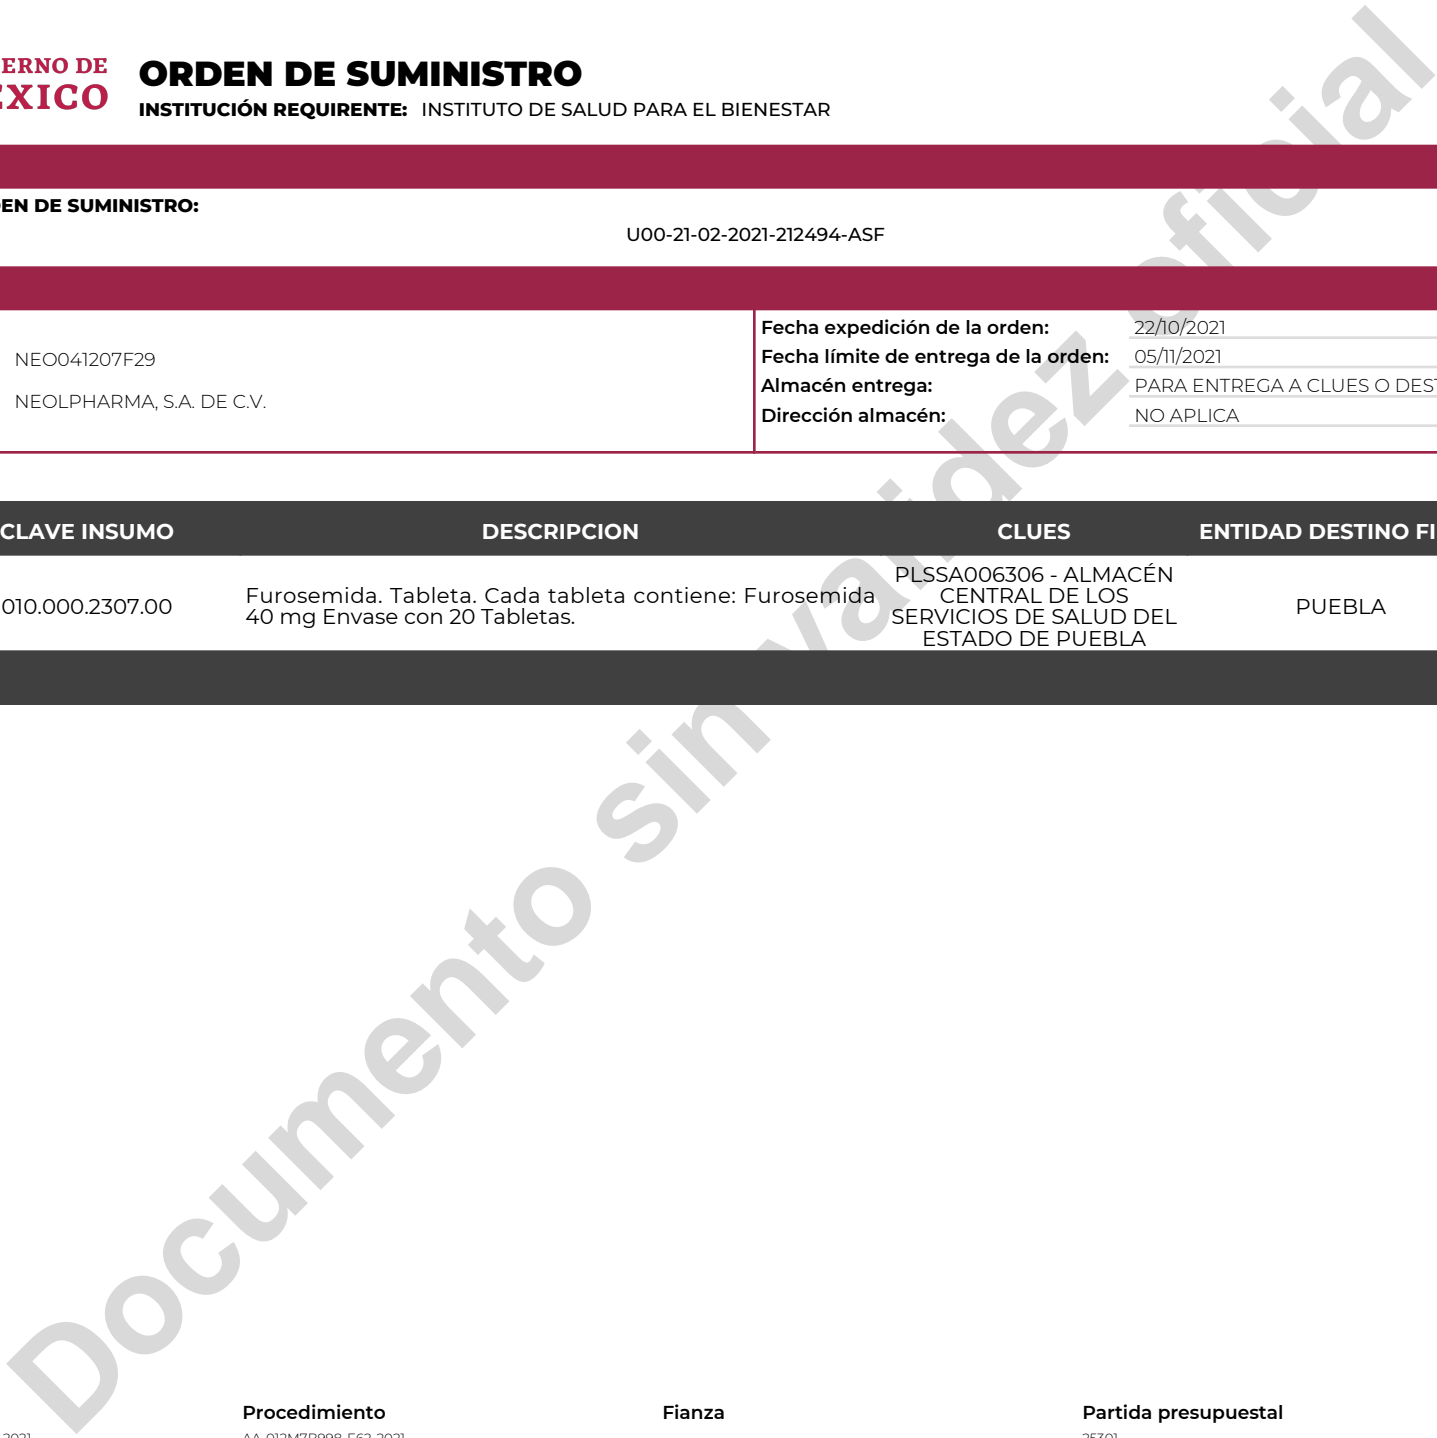 ERNO DE
EXICO
ORDEN DE SUMINISTRO
INSTITUCIÓN REQUIRENTE: INSTITUTO DE SALUD PARA EL BIENESTAR
EN DE SUMINISTRO:
U00-21-02-2021-212494-ASF
NEO041207F29
NEOLPHARMA, S.A. DE C.V.
Fecha expedición de la orden: 22/10/2021
Fecha límite de entrega de la orden: 05/11/2021
Almacén entrega: PARA ENTREGA A CLUES O DEST
Dirección almacén: NO APLICA
CLAVE INSUMO DESCRIPCION CLUES ENTIDAD DESTINO FI
010.000.2307.00
Furosemida. Tableta. Cada tableta contiene: Furosemida
40 mg Envase con 20 Tabletas.
PLSSA006306 - ALMACÉN
CENTRAL DE LOS
SERVICIOS DE SALUD DEL
ESTADO DE PUEBLA
PUEBLA
Documento sin validez oficial
Procedimiento Fianza Partida presupuestal